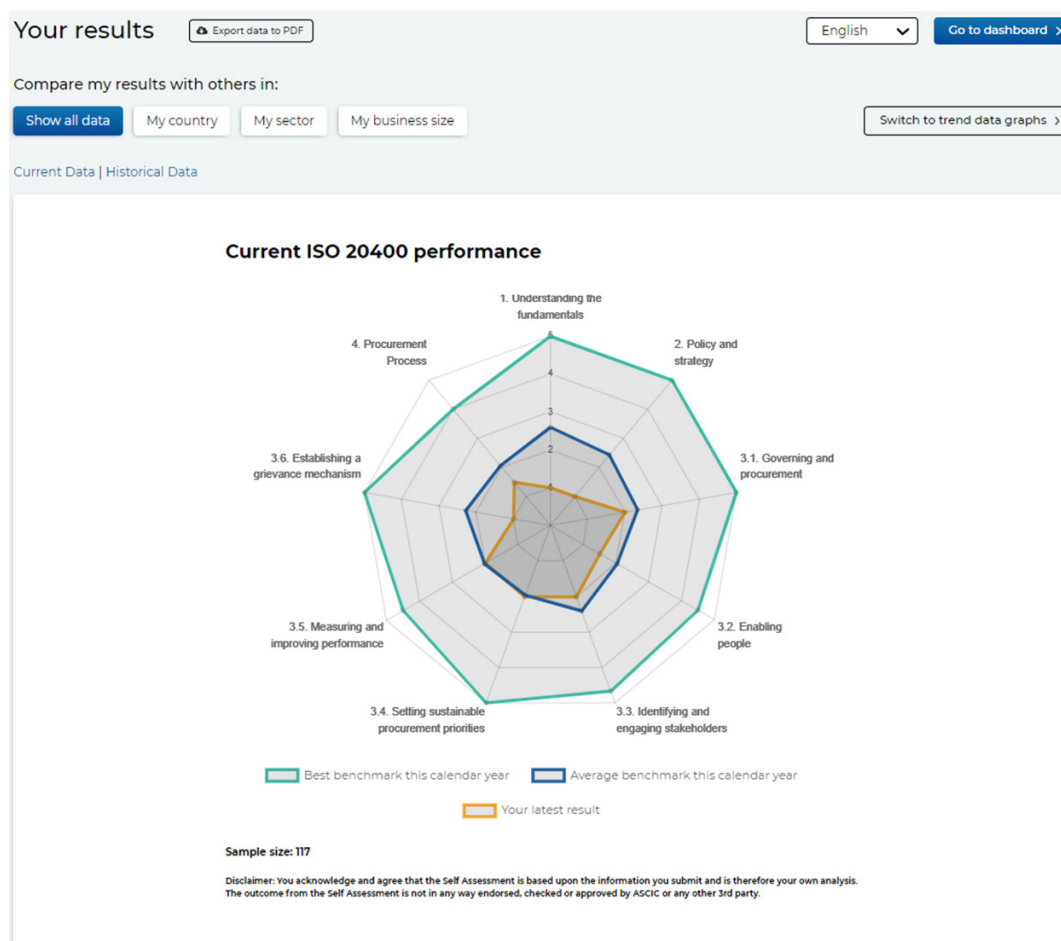 Your results
Export data to PDF
English
Go to dashboard
Compare my results with others in:
Show all data
My country
My sector
My business size
Switch to trend data graphs
Current Data | Historical Data
Current ISO 20400 performance
1. Understanding the
fundamentals
4. Procurement
Process
2. Policy and
strategy
5
4
3
2
1
3.6. Establishing a
grievance mechanism
3.1. Governing and
procurement
3.5. Measuring and
improving performance
3.2. Enabling
people
3.4. Setting sustainable
procurement priorities
3.3. Identifying and
engaging stakeholders
Best benchmark this calendar year
Average benchmark this calendar year
Your latest result
Sample size: 117
Disclaimer: You acknowledge and agree that the Self Assessment is based upon the information you submit and is therefore your own analysis.
The outcome from the Self Assessment is not in any way endorsed, checked or approved by ASCIC or any other 3rd party.